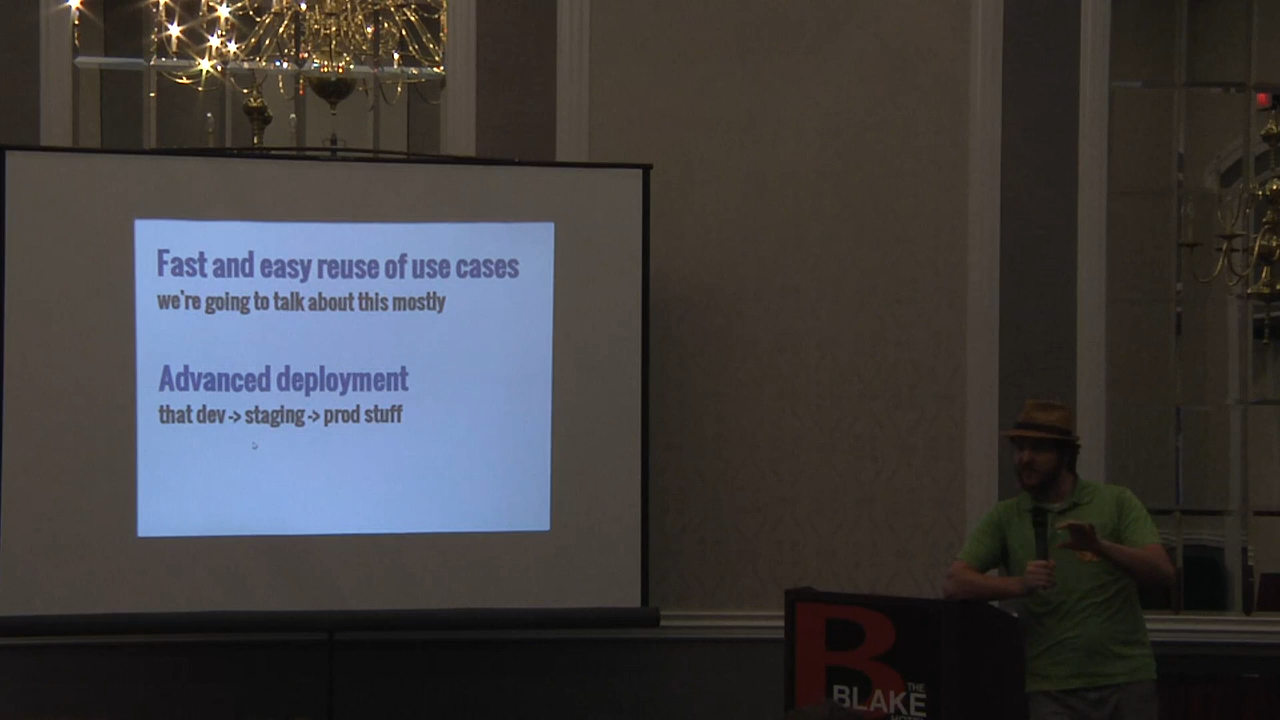 Fast and easy reuse of use cases
we're going to talk about this mostly
Advanced deployment
that dev -> staging -> prod stuff
B
THE
BLAKE